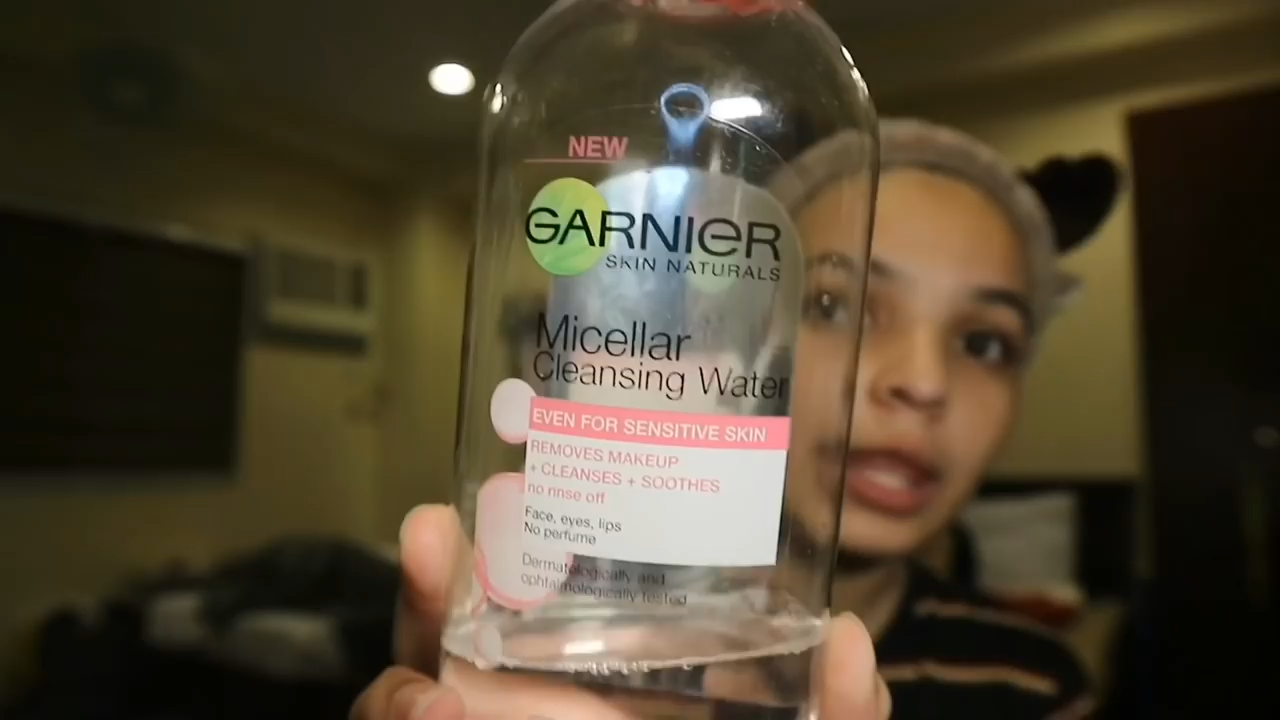 NEW
GARNIER
SKIN NATURALS
Micellar
Cleansing Water
EVEN FOR SENSITIVE SKIN
REMOVES MAKEUP
+ CLEANSES + SOOTHES
no rinse off
Face, eyes, lips
No perfume
Dermatologically and
ophtalmologically tested